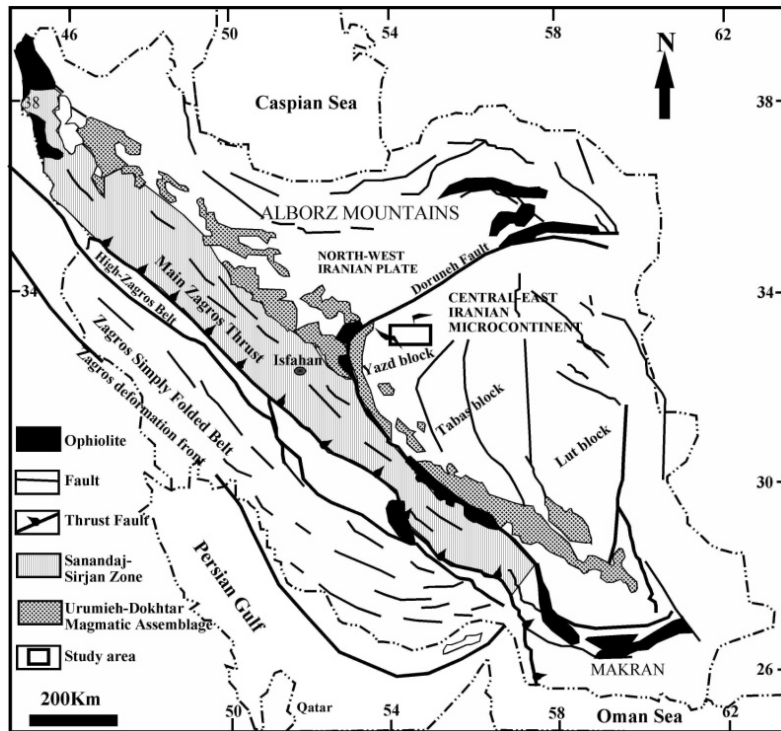 46
50
54
58
62
N
38
38
Caspian Sea
ALBORZ MOUNTAINS
NORTH-WEST
IRANIAN PLATE
Doruneh Fault
34
34
High-Zagros Belt
Main Zagros Thrust
CENTRAL-EAST
IRANIAN
MICROCONTINENT
Isfahan
Yazd block
Zagros Simply Folded Belt
Zagros deformation front
Tabas block
Lut block
Ophiolite
Fault
Thrust Fault
Sanandaj-
Sirjan Zone
Urumieh-Dokhtar
Magmatic Assemblage
Study area
200Km
30
Persian Gulf
MAKRAN
26
Qatar
Oman Sea
50
54
58
62